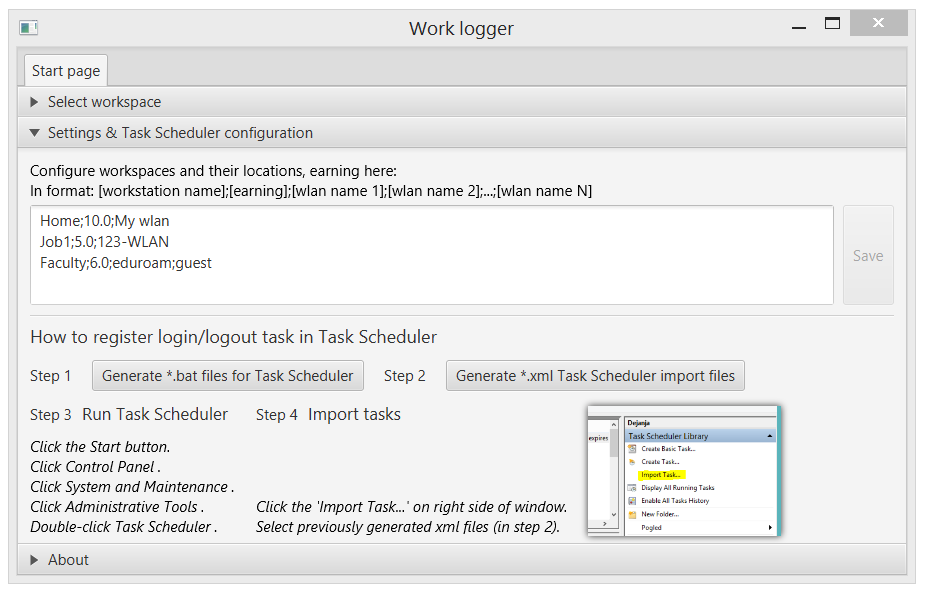 Work logger
Start page
Select workspace
Settings & Task Scheduler configuration
Configure workspaces and their locations, earning here:
In format: [workstation name];[earning];[wlan name 1];[wlan name 2];...;[wlan name N]
Home;10.0;My wlan
Job1;5.0;123-WLAN
Faculty;6.0;eduroam;guest
Save
How to register login/logout task in Task Scheduler
Step 1 Generate *.bat files for Task Scheduler Step 2 Generate *.xml Task Scheduler import files
Step 3 Run Task Scheduler
Click the Start button.
Click Control Panel .
Click System and Maintenance .
Click Administrative Tools .
Double-click Task Scheduler .
Step 4 Import tasks
Click the 'Import Task...' on right side of window.
Select previously generated xml files (in step 2).
expires
Dejanja
Task Scheduler Library
Create Basic Task...
Create Task...
Import Task...
Display All Running Tasks
Enable All Tasks History
New Folder...
Pogled
About